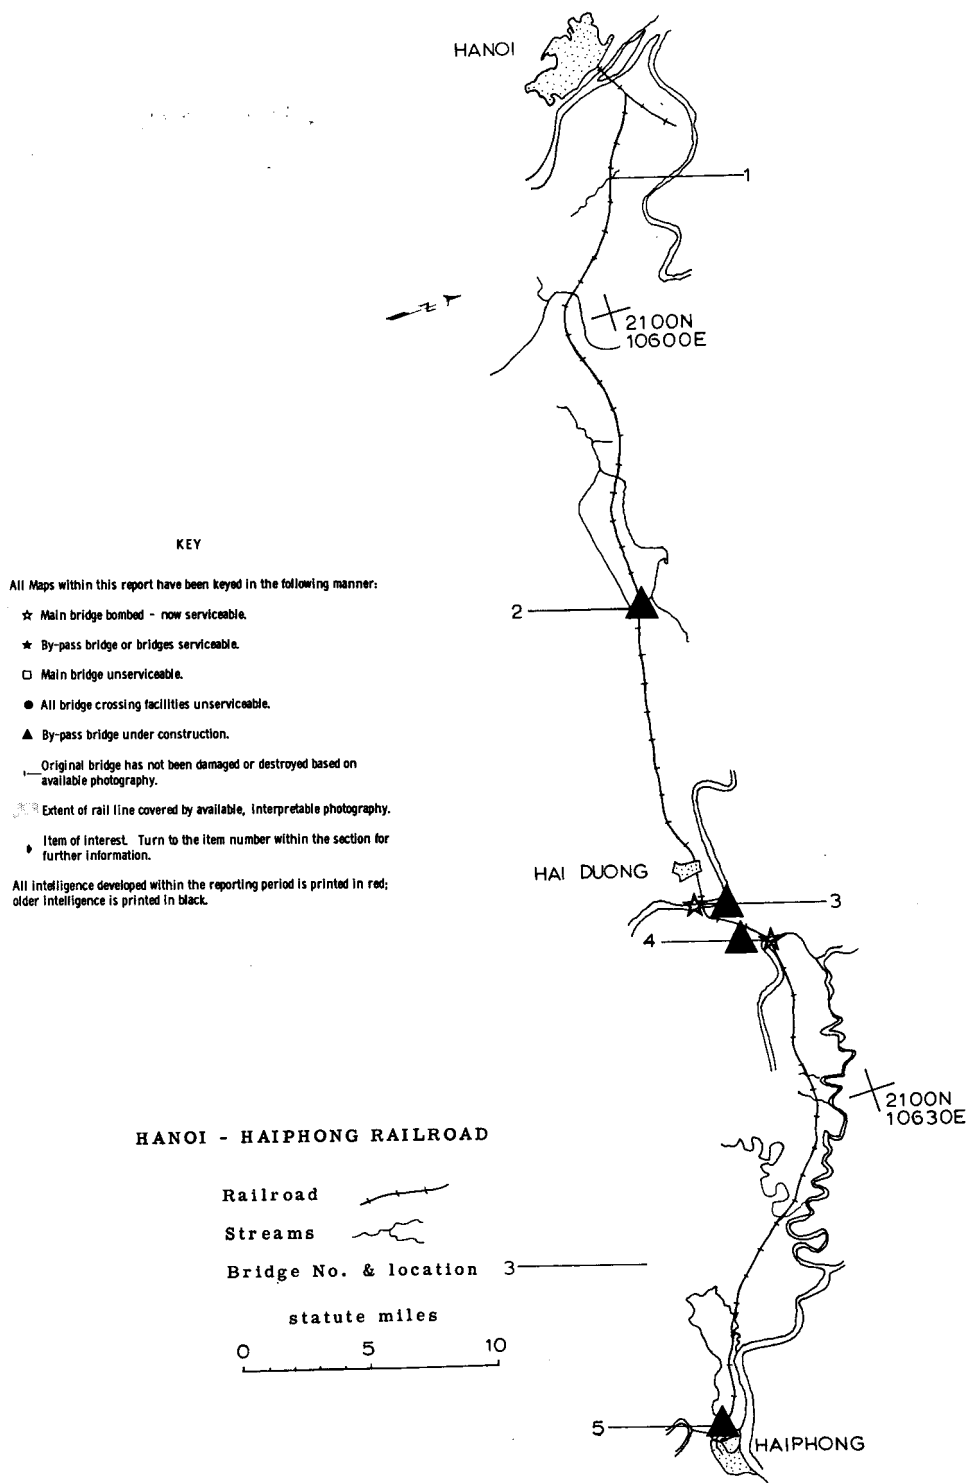 HANOI
1
N
2100N
10600E
KEY
All Maps within this report have been keyed in the following manner:
Main bridge bombed - now serviceable.
By-pass bridge or bridges serviceable.
Main bridge unserviceable.
All bridge crossing facilities unserviceable.
By-pass bridge under construction.
Original bridge has not been damaged or destroyed based on
available photography.
Extent of rail line covered by available, interpretable photography.
Item of interest. Turn to the item number within the section for
further information.
All intelligence developed within the reporting period is printed in red;
older intelligence is printed in black.
2
HAI DUONG
3
4
2100N
10630E
HANOI - HAIPHONG RAILROAD
Railroad
Streams
Bridge No. & location 3
statute miles
0 5 10
5
HAIPHONG